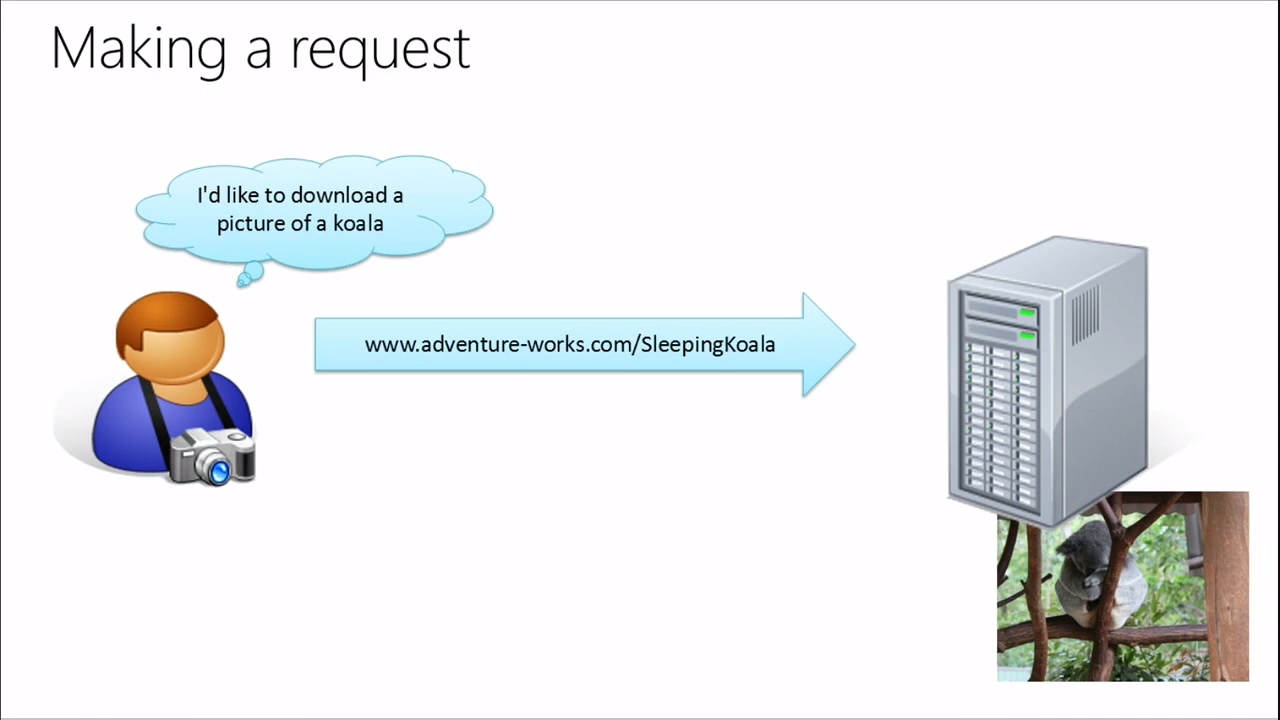 Making a request
I'd like to download a
picture of a koala
www.adventure-works.com/SleepingKoala